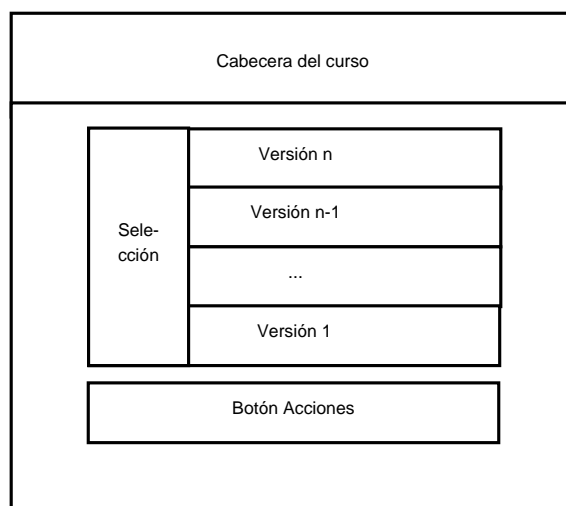 Cabecera del curso
Versión n
Versión n-1
Sele-
cción
...
Versión 1
Botón Acciones